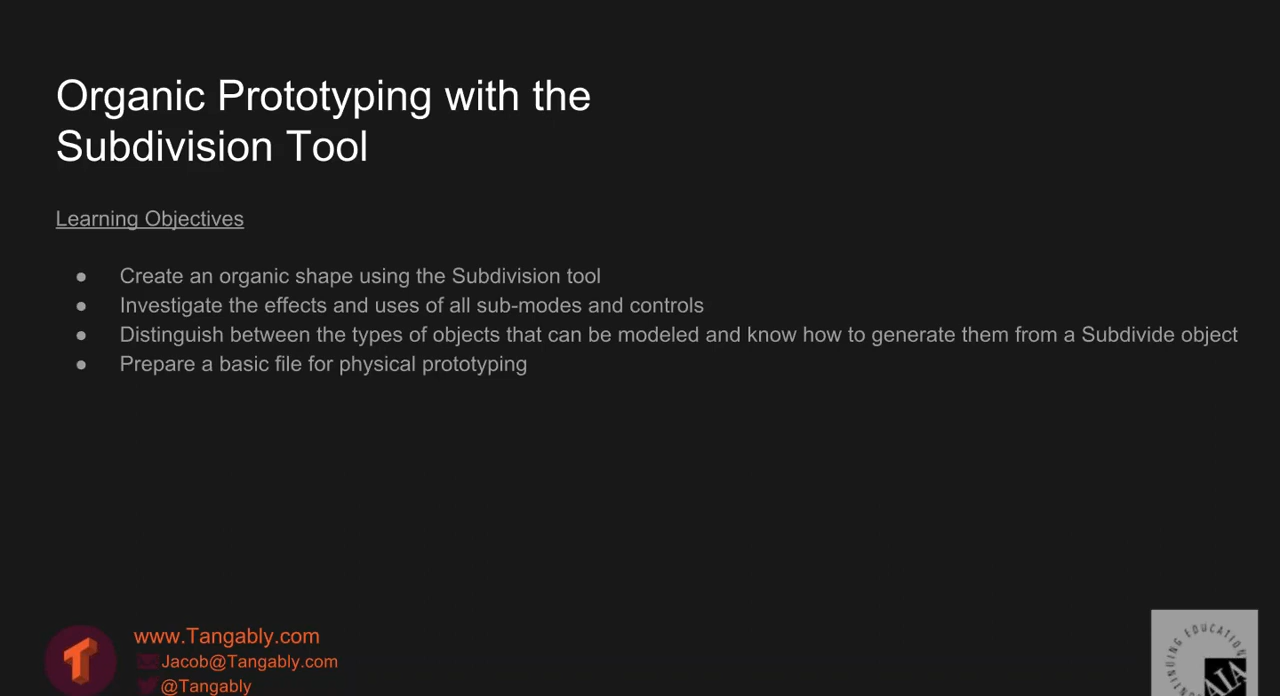 Organic Prototyping with the
Subdivision Tool
Learning Objectives
● Create an organic shape using the Subdivision tool
● Investigate the effects and uses of all sub-modes and controls
● Distinguish between the types of objects that can be modeled and know how to generate them from a Subdivide object
● Prepare a basic file for physical prototyping
www.Tangably.com
Jacob@Tangably.com
@Tangably
EDUCATION
AIA